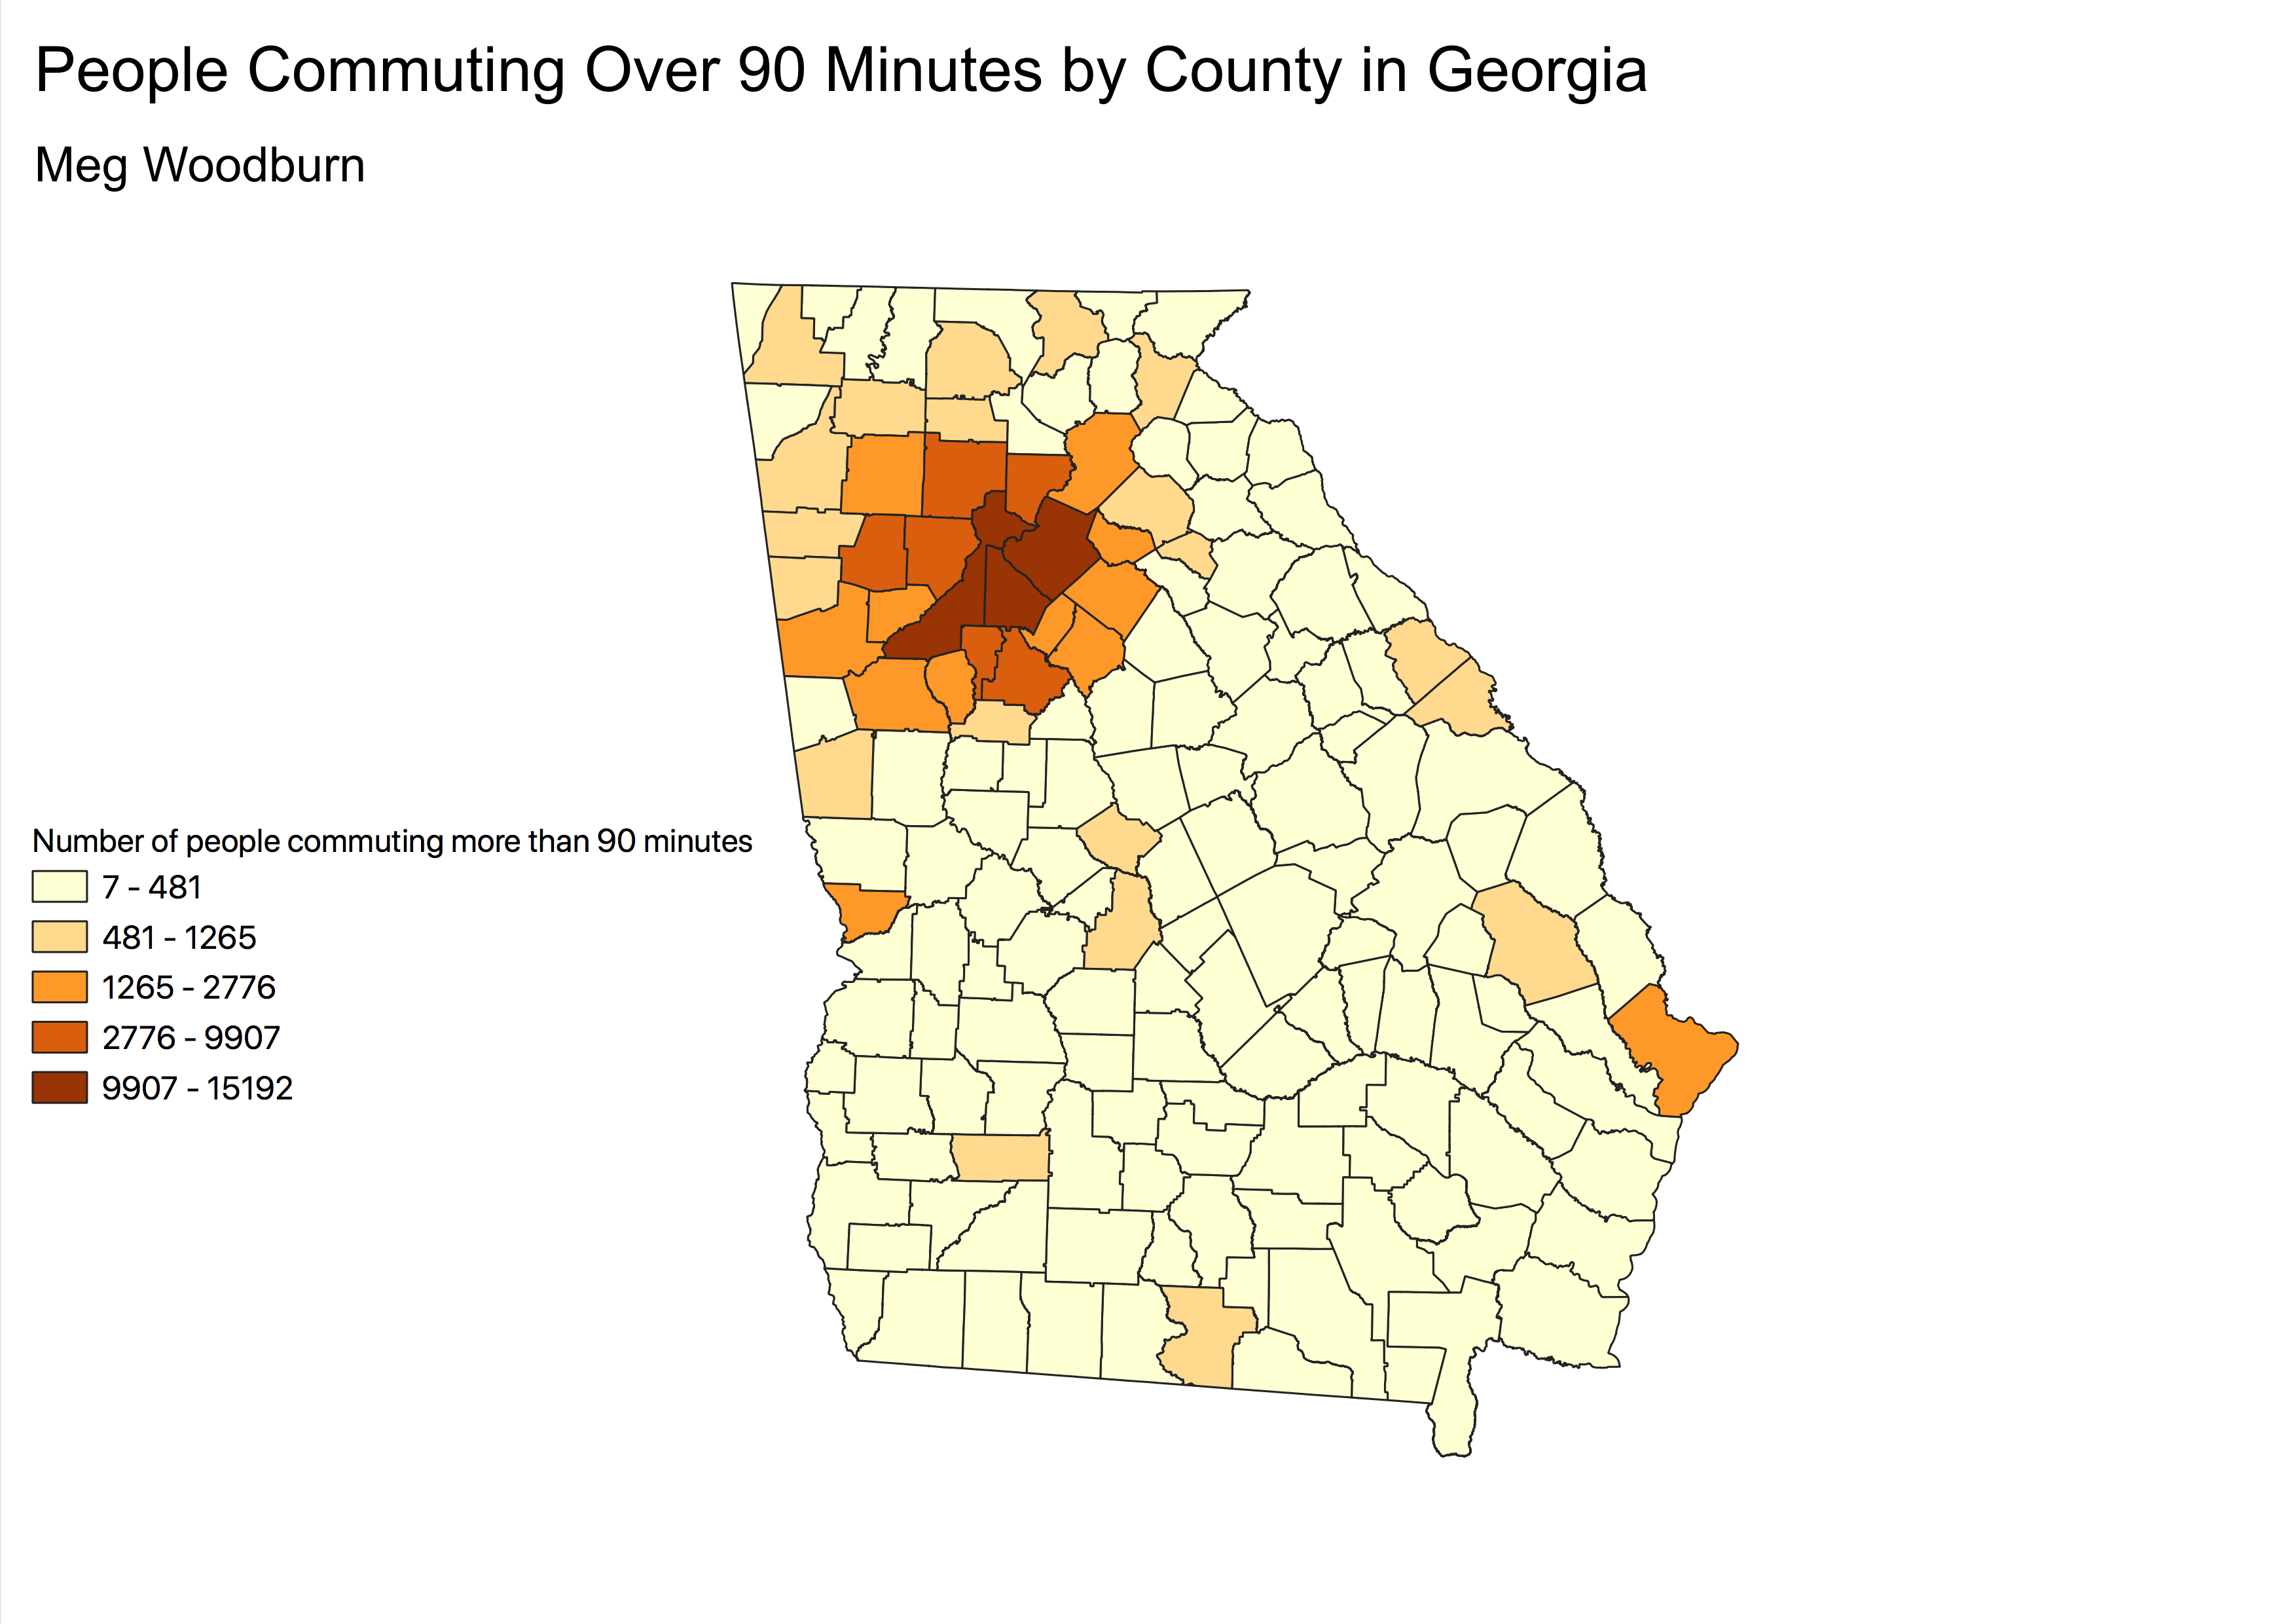 People Commuting Over 90 Minutes by County in Georgia
Meg Woodburn
Number of people commuting more than 90 minutes
7 - 481
481 - 1265
1265 - 2776
2776 - 9907
9907 - 15192